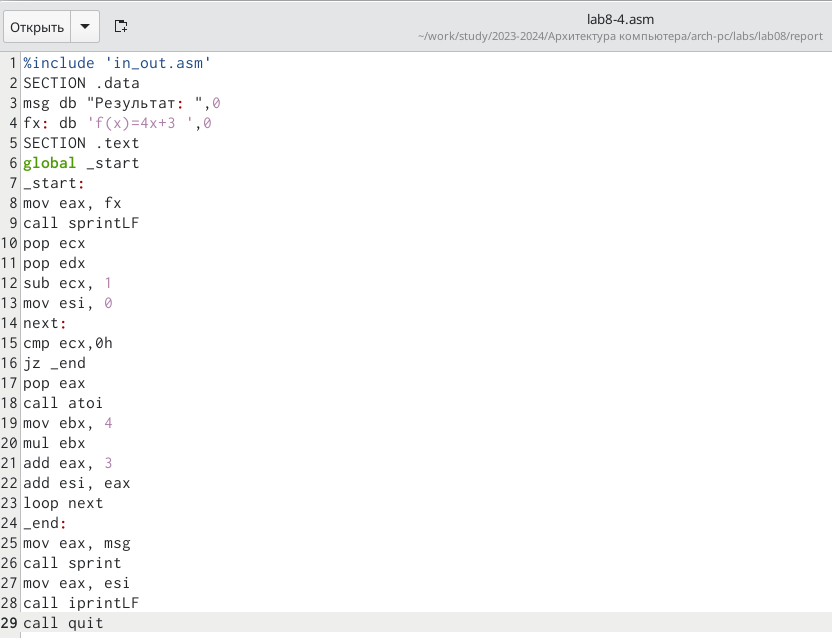 Открыть
lab8-4.asm
~/work/study/2023-2024/Архитектура компьютера/arch-pc/labs/lab08/report
1 %include 'in_out.asm'
2 SECTION .data
3 msg db "Результат: ",0
4 fx: db 'f(x)=4x+3 ',0
5 SECTION .text
6 global _start
7 _start:
8 mov eax, fx
9 call sprintLF
10 pop ecx
11 pop edx
12 sub ecx, 1
13 mov esi, 0
14 next:
15 cmp ecx,0h
16 jz _end
17 pop eax
18 call atoi
19 mov ebx, 4
20 mul ebx
21 add eax, 3
22 add esi, eax
23 loop next
24 _end:
25 mov eax, msg
26 call sprint
27 mov eax, esi
28 call iprintLF
29 call quit